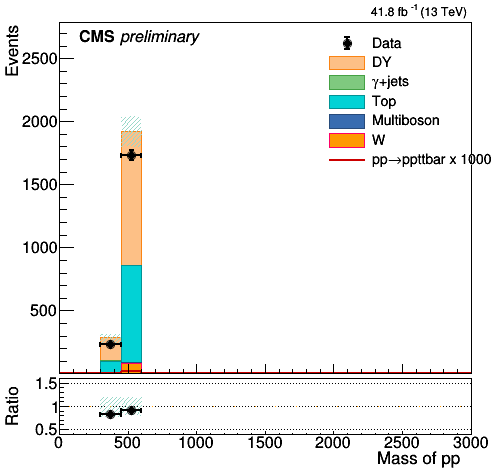 41.8 fb⁻¹ (13 TeV)
CMS preliminary
Events
2500
2000
1500
1000
500
Data
DY
γ+jets
Top
Multiboson
W
pp→ppttbar x 1000
Ratio
1.5
1
0.5
0 500 1000 1500 2000 2500 3000
Mass of pp